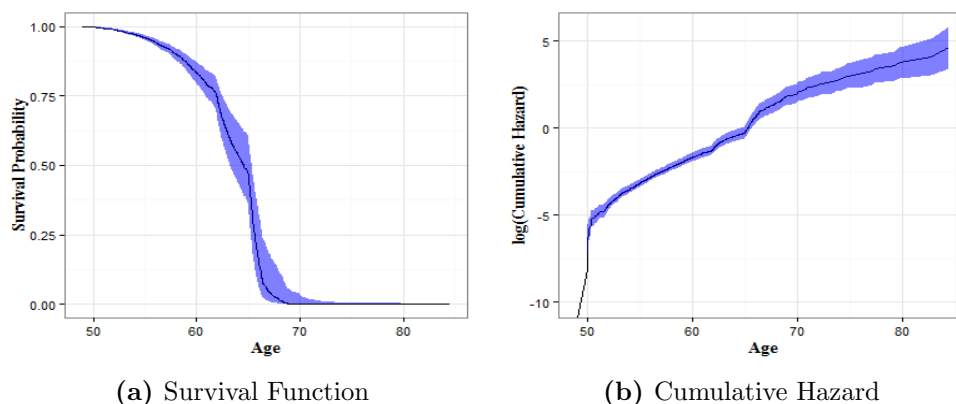 1.00
0.75
0.50
0.25
0.00
Survival Probability
50 60 70 80
Age
5
0
-5
-10
log(Cumulative Hazard)
50 60 70 80
Age
(a) Survival Function
(b) Cumulative Hazard